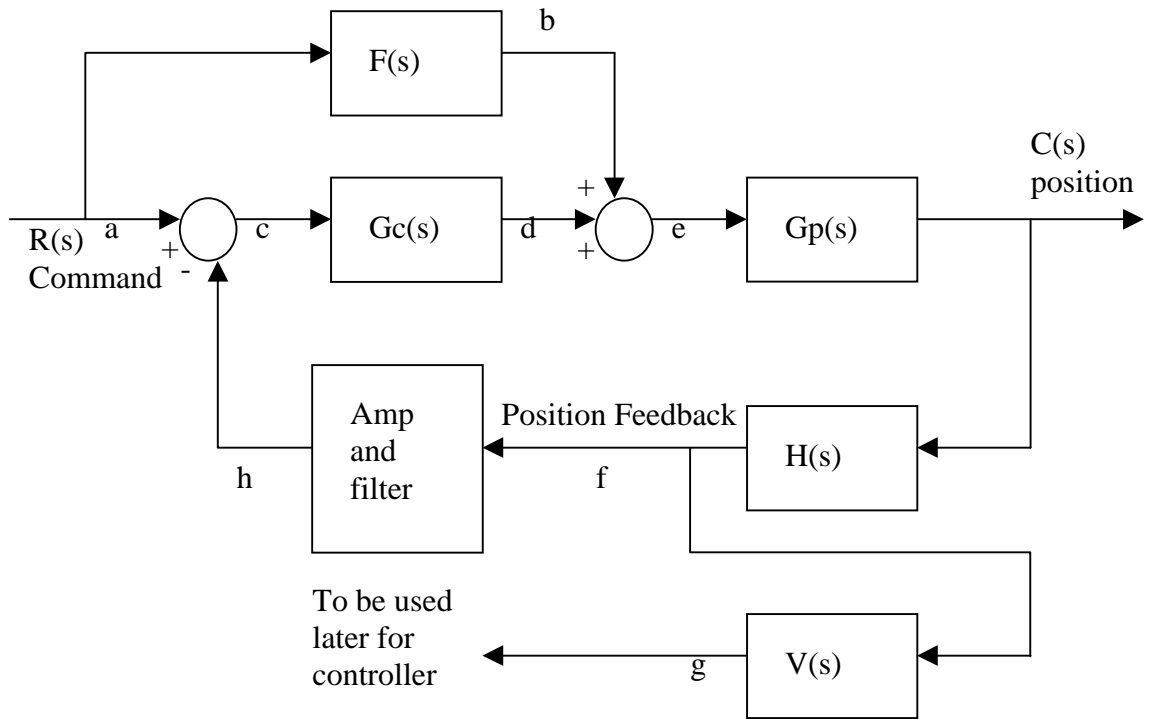 b
F(s)
C(s)
position
+
R(s)
Command
a
+
-
c
Gc(s)
d
+
e
Gp(s)
Amp
and
filter
Position Feedback
H(s)
h
f
To be used
later for
controller
g
V(s)